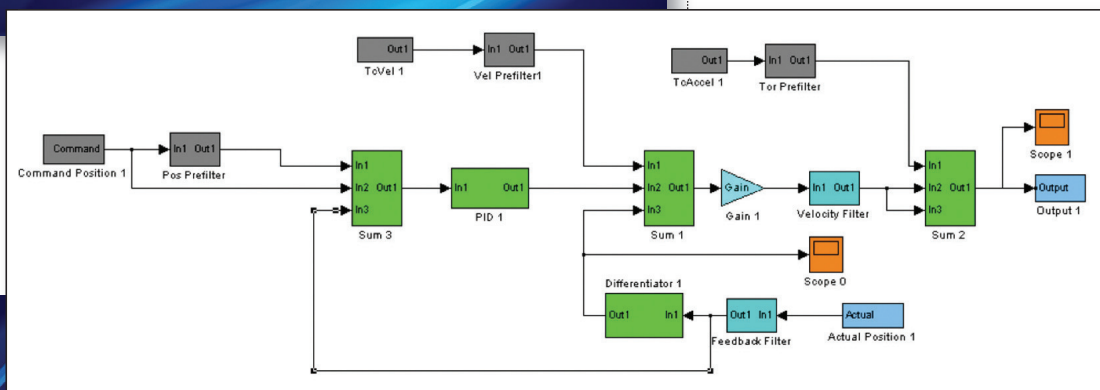 Out1
TcVel 1
In1 Out1
Vel Prefilter1
Out1
TcAccel 1
In1 Out1
Tor Prefilter
Scope 1
Command
Command Position 1
In1 Out1
Pos Prefilter
In1
In2 Out1
In3
Sum 3
In1 Out1
PID 1
In1
In2 Out1
In3
Sum 1
Gain
Gain 1
In1 Out1
Velocity Filter
In1
In2 Out1
In3
Sum 2
Output
Output 1
Scope 0
Differentiator 1
Out1 In1
Out1 In1
Feedback Filter
Actual
Actual Position 1